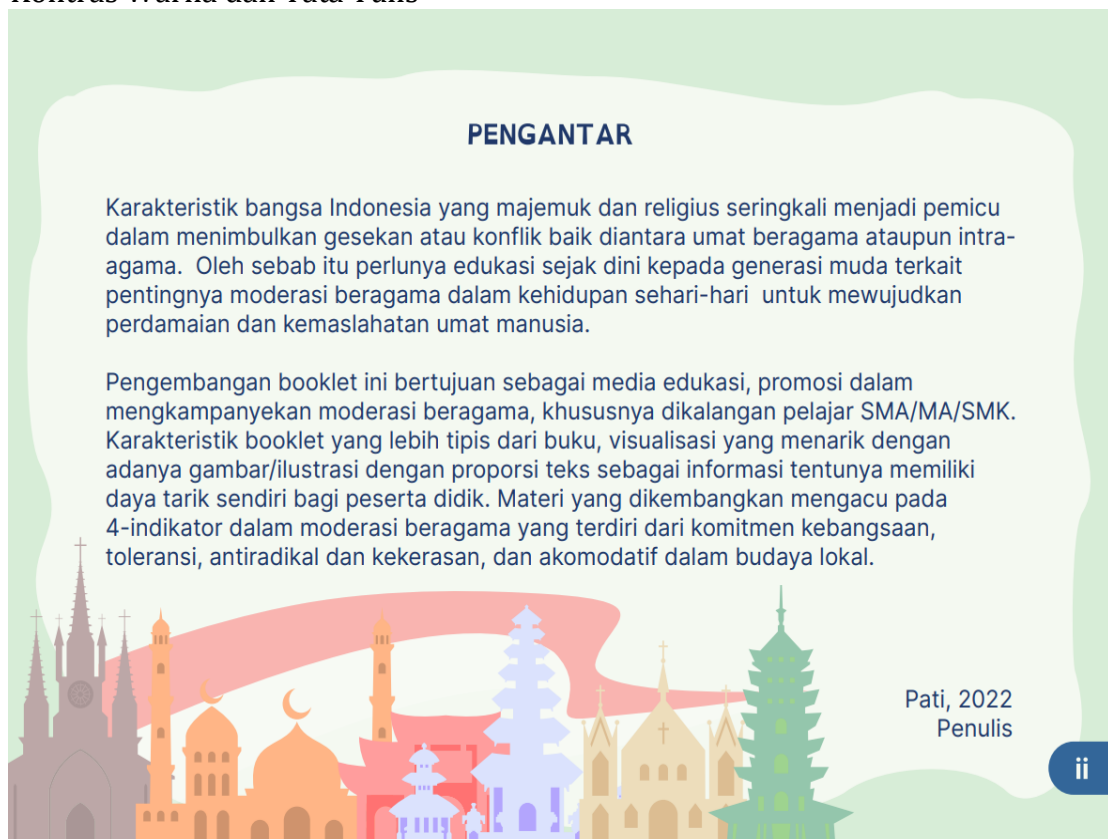 Kontras Warna dan Tata Tulis
PENGANTAR
Karakteristik bangsa Indonesia yang majemuk dan religius seringkali menjadi pemicu
dalam menimbulkan gesekan atau konflik baik diantara umat beragama ataupun intra-
agama.  Oleh sebab itu perlunya edukasi sejak dini kepada generasi muda terkait
pentingnya moderasi beragama dalam kehidupan sehari-hari  untuk mewujudkan
perdamaian dan kemaslahatan umat manusia.
Pengembangan booklet ini bertujuan sebagai media edukasi, promosi dalam
mengkampanyekan moderasi beragama, khususnya dikalangan pelajar SMA/MA/SMK.
Karakteristik booklet yang lebih tipis dari buku, visualisasi yang menarik dengan
adanya gambar/ilustrasi dengan proporsi teks sebagai informasi tentunya memiliki
daya tarik sendiri bagi peserta didik. Materi yang dikembangkan mengacu pada
4-indikator dalam moderasi beragama yang terdiri dari komitmen kebangsaan,
toleransi, antiradikal dan kekerasan, dan akomodatif dalam budaya lokal.
Pati, 2022
Penulis
ii